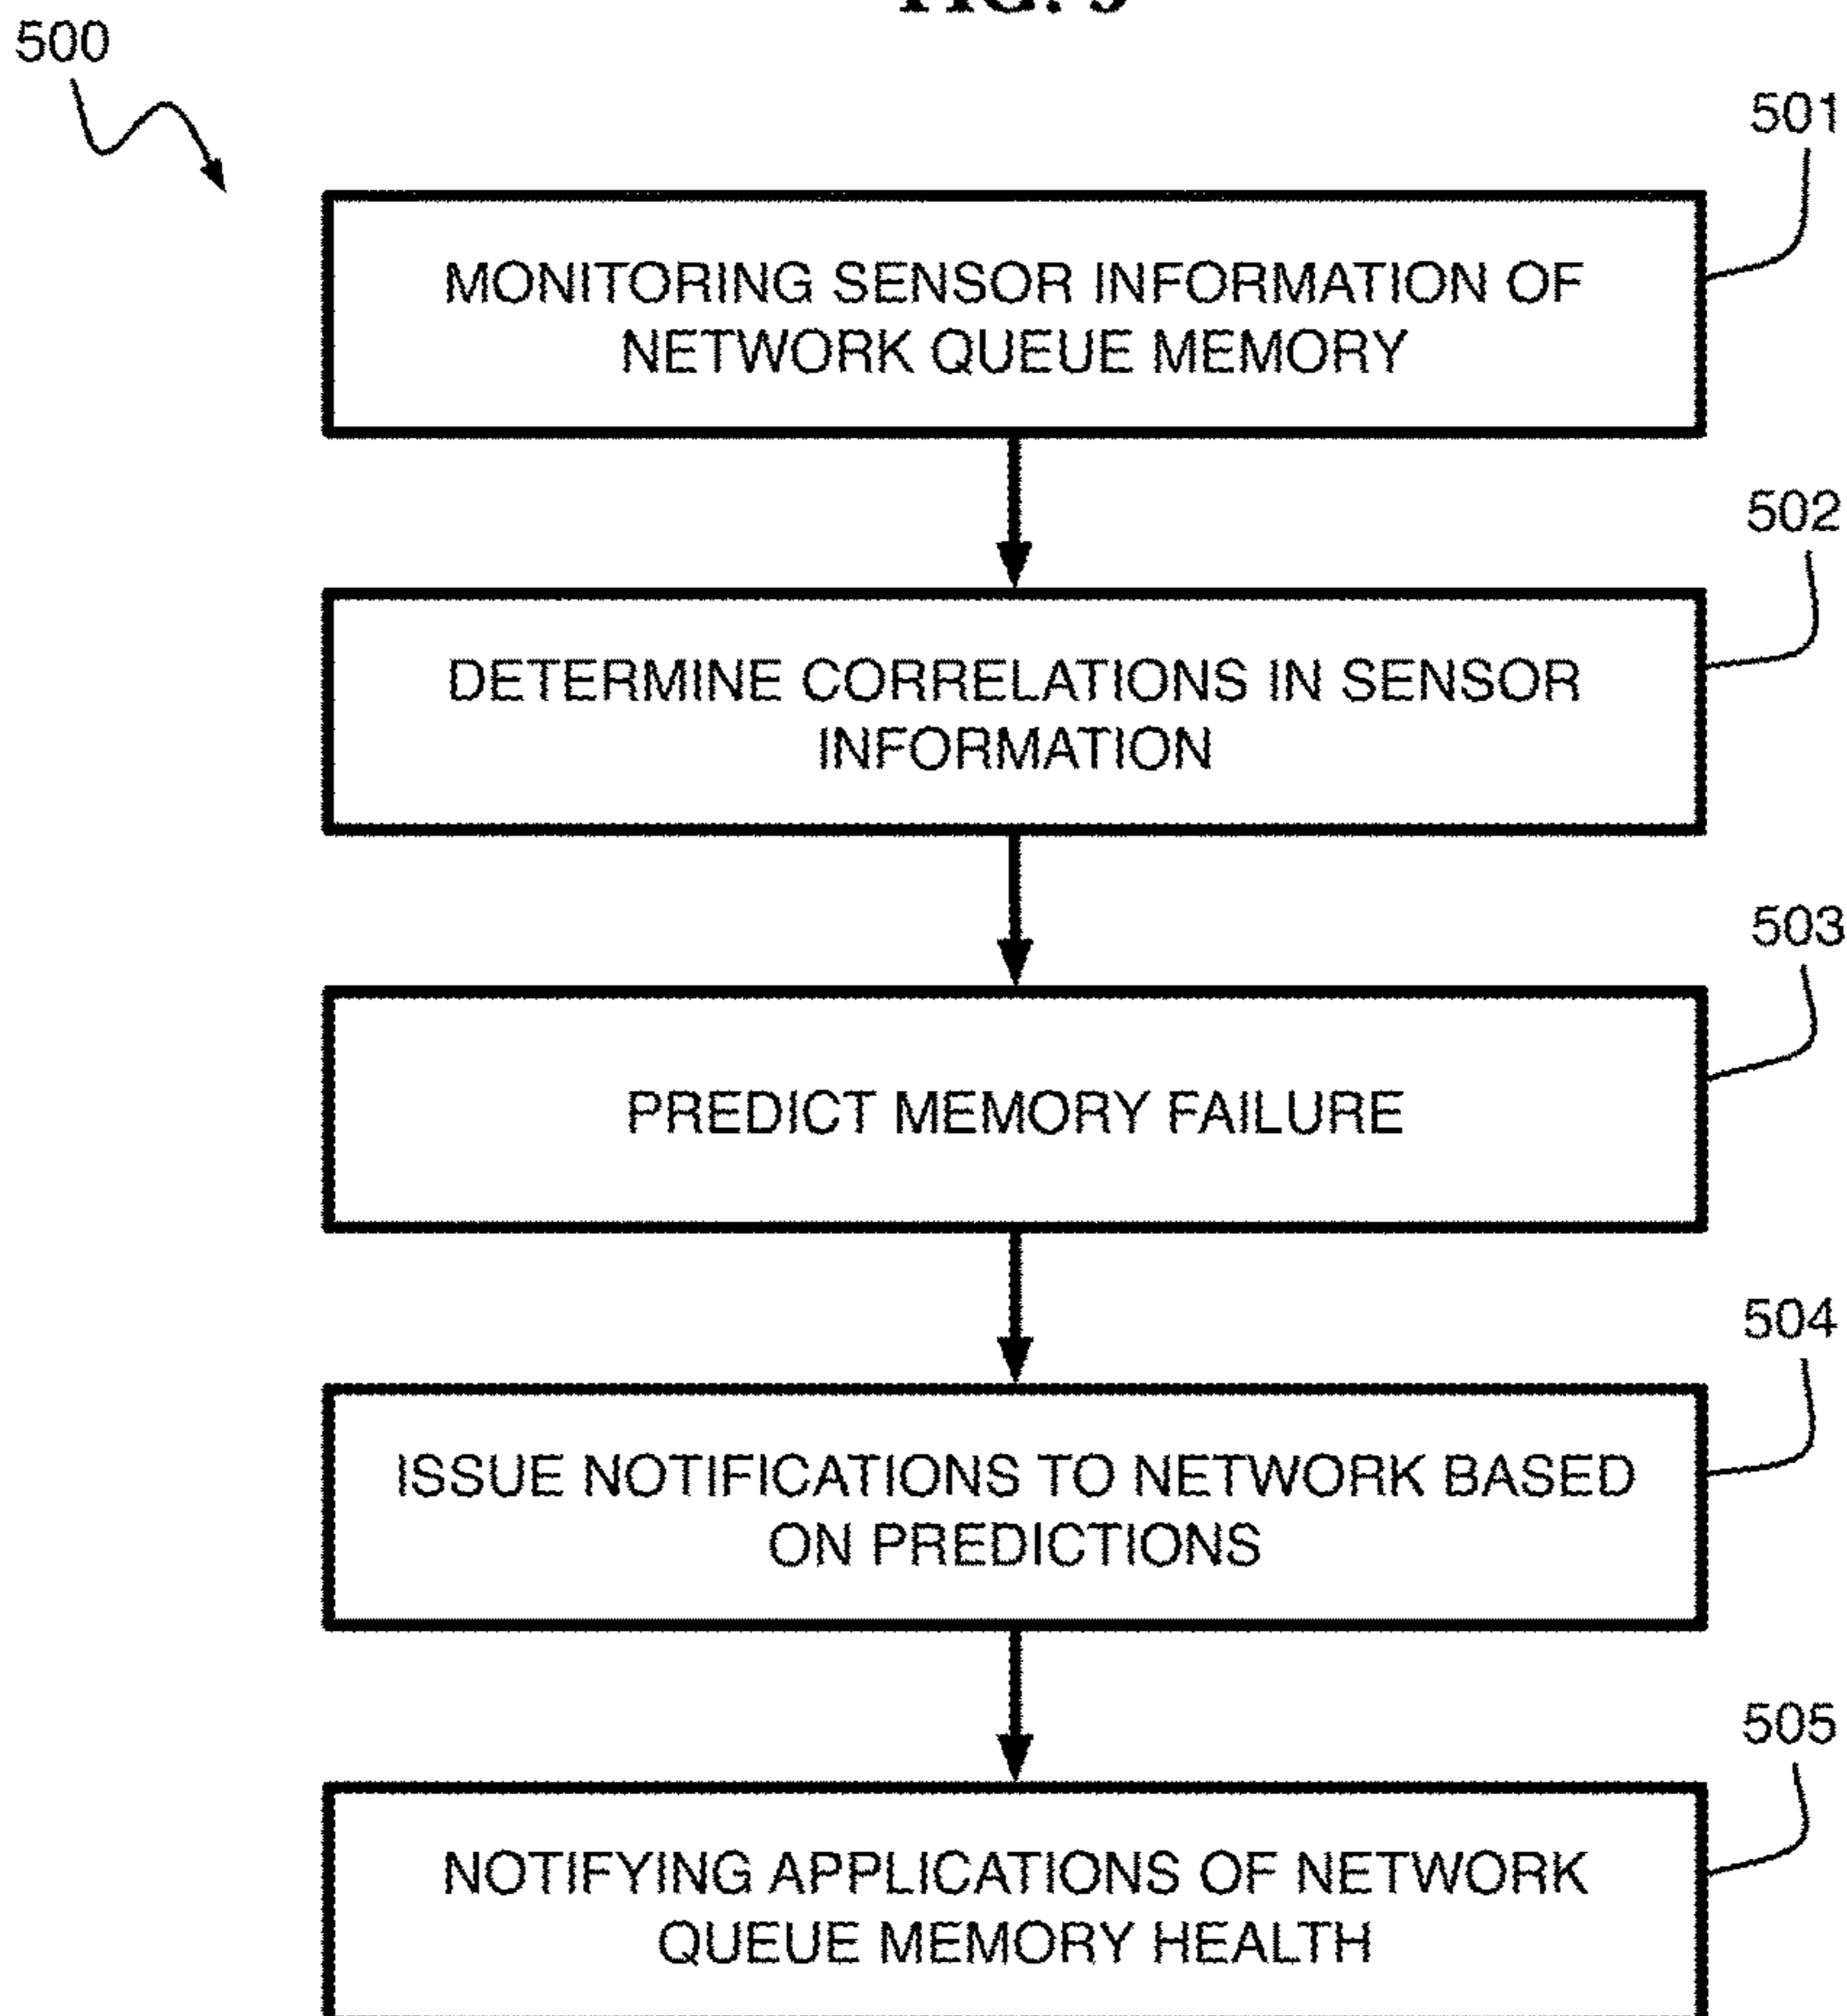 500
501
MONITORING SENSOR INFORMATION OF
NETWORK QUEUE MEMORY
502
DETERMINE CORRELATIONS IN SENSOR
INFORMATION
503
PREDICT MEMORY FAILURE
504
ISSUE NOTIFICATIONS TO NETWORK BASED
ON PREDICTIONS
505
NOTIFYING APPLICATIONS OF NETWORK
QUEUE MEMORY HEALTH